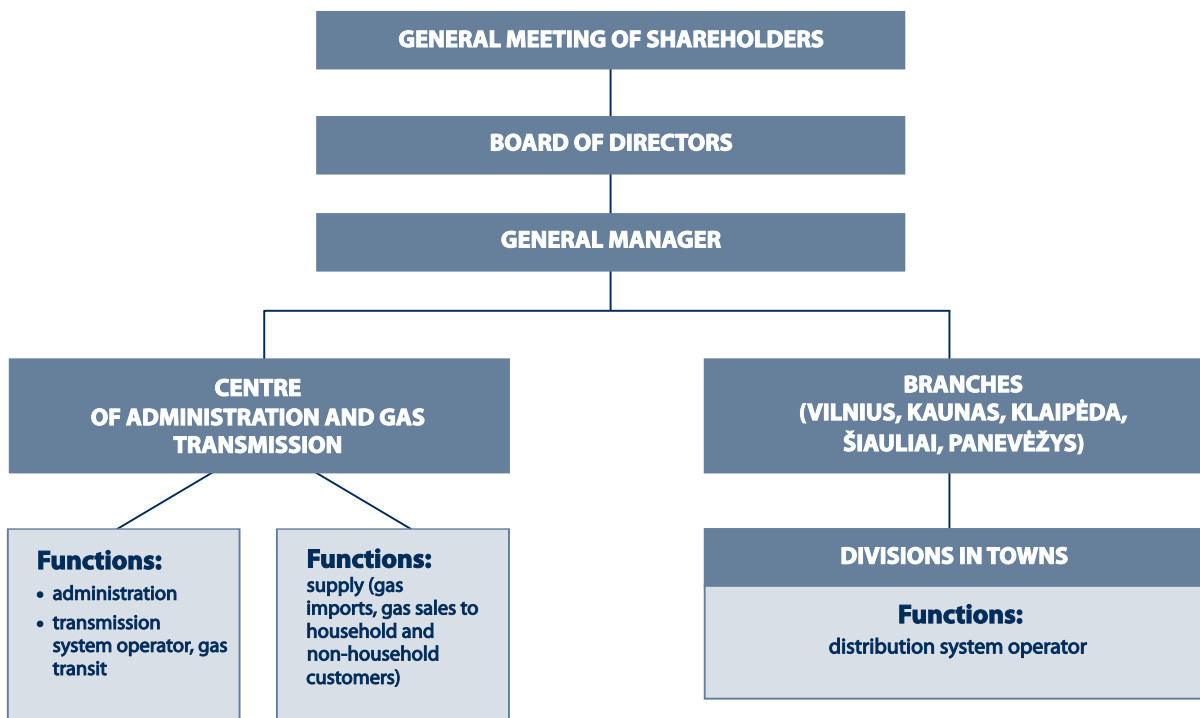 GENERAL MEETING OF SHAREHOLDERS
BOARD OF DIRECTORS
GENERAL MANAGER
CENTRE
OF ADMINISTRATION AND GAS
TRANSMISSION
BRANCHES
(VILNIUS, KAUNAS, KLAIPĖDA,
ŠIAULIAI, PANEVĖŽYS)
Functions:
• administration
• transmission
system operator, gas
transit
Functions:
supply (gas
imports, gas sales to
household and
non-household
customers)
DIVISIONS IN TOWNS
Functions:
distribution system operator